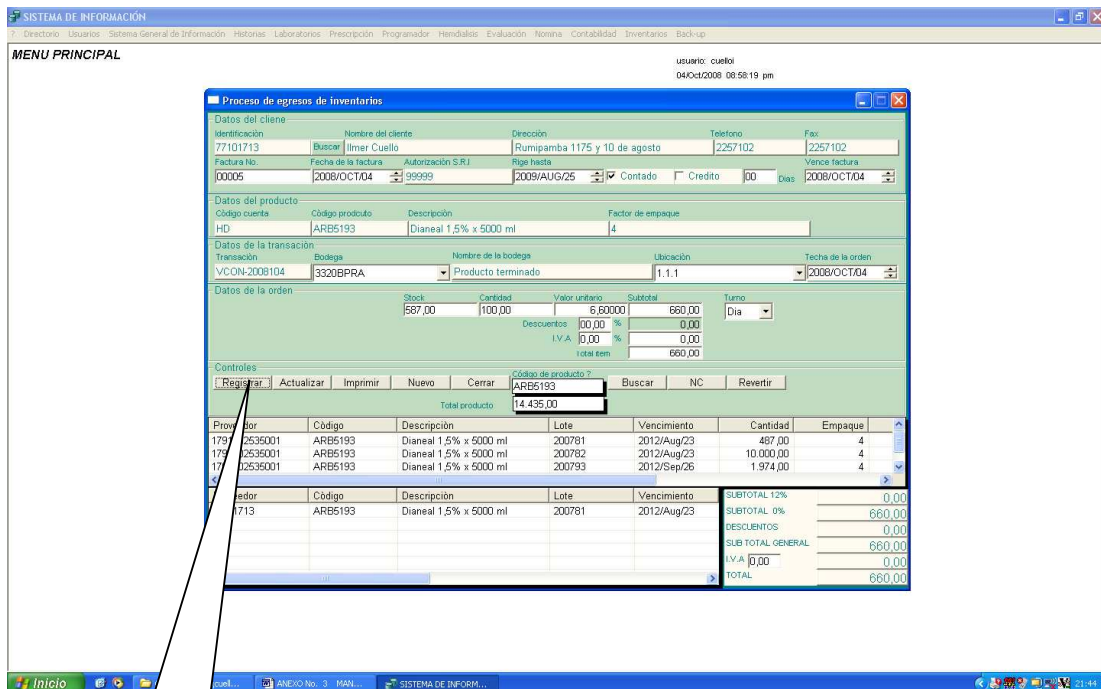 SISTEMA DE INFORMACIÓN
? Directorio Usuarios Sistema General de Información Historias Laboratorios Prescripción Programador Hemdialisis Evaluación Nomina Contabilidad Inventarios Back-up
MENU PRINCIPAL
usuario: cuelloi
04/Oct/2008 08:58:19 pm
Proceso de egresos de inventarios
Datos del cliene
Identificación Nombre del cliente Dirección Telefono Fax
77101713 Buscar Ilmer Cuello Rumipamba 1175 y 10 de agosto 2257102 2257102
Factura No. Fecha de la factura Autorización S.R.I Rige hasta Vence factura
00005 2008/OCT/04 99999 2009/AUG/25 Contado Credito 00 Dias 2008/OCT/04
Datos del producto
Código cuenta Código prodcuto Descripción Factor de empaque
HD ARB5193 Dianeal 1,5% x 5000 ml 4
Datos de la transación
Transación Bodega Nombre de la bodega Ubicación Techa de la orden
VCON-2008104 3320BPRA Producto terminado 1.1.1 2008/OCT/04
Datos de la orden
Stock Cantidad Valor unitario Subtotal Turno
587,00 100,00 6,60000 660,00 Dia
Descuentos 00,00 % 0,00
I.V.A 0,00 % 0,00
Total item 660,00
Controles
Registrar Actualizar Imprimir Nuevo Cerrar Código de producto ? ARB5193 Buscar NC Revertir
Total producto 14.435,00
Código Descripción Lote Vencimiento Cantidad Empaque
ARB5193 Dianeal 1,5% x 5000 ml 200781 2012/Aug/23 487,00 4
ARB5193 Dianeal 1,5% x 5000 ml 200782 2012/Aug/23 10.000,00 4
ARB5193 Dianeal 1,5% x 5000 ml 200793 2012/Sep/26 1.974,00 4
Código Descripción Lote Vencimiento
1713 ARB5193 Dianeal 1,5% x 5000 ml 200781 2012/Aug/23
SUBTOTAL 12% 0,00
SUBTOTAL 0% 660,00
DESCUENTOS 0,00
SUB TOTAL GENERAL 660,00
I.V.A 0,00 0,00
TOTAL 660,00
Inicio cuell... ANEXO No. 3 MAN... SISTEMA DE INFORM... 21:44